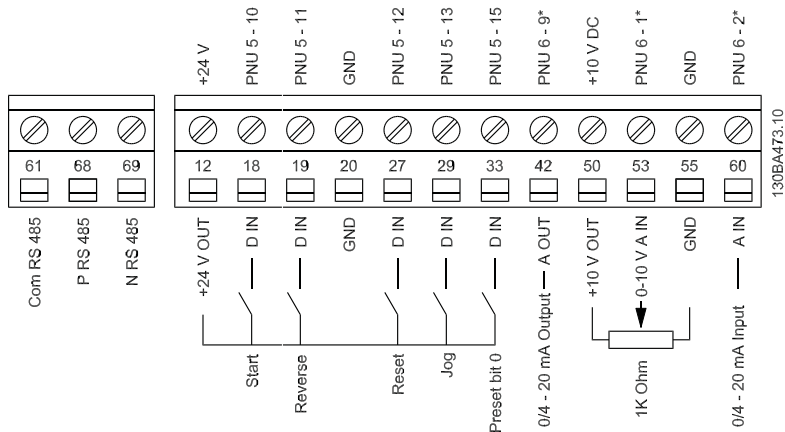 +24 V
PNU 5 - 10
PNU 5 - 11
GND
PNU 5 - 12
PNU 5 - 13
PNU 5 - 15
PNU 6 - 9*
+10 V DC
PNU 6 - 1*
GND
PNU 6 - 2*
61
68
69
12
18
19
20
27
29
33
42
50
53
55
60
130BA473.10
Com RS 485
P RS 485
N RS 485
+24 V OUT
D IN
D IN
GND
D IN
D IN
D IN
A OUT
+10 V OUT
0-10 V A IN
GND
A IN
Start
Reverse
Reset
Jog
Preset bit 0
0/4 - 20 mA Output
1K Ohm
0/4 - 20 mA Input